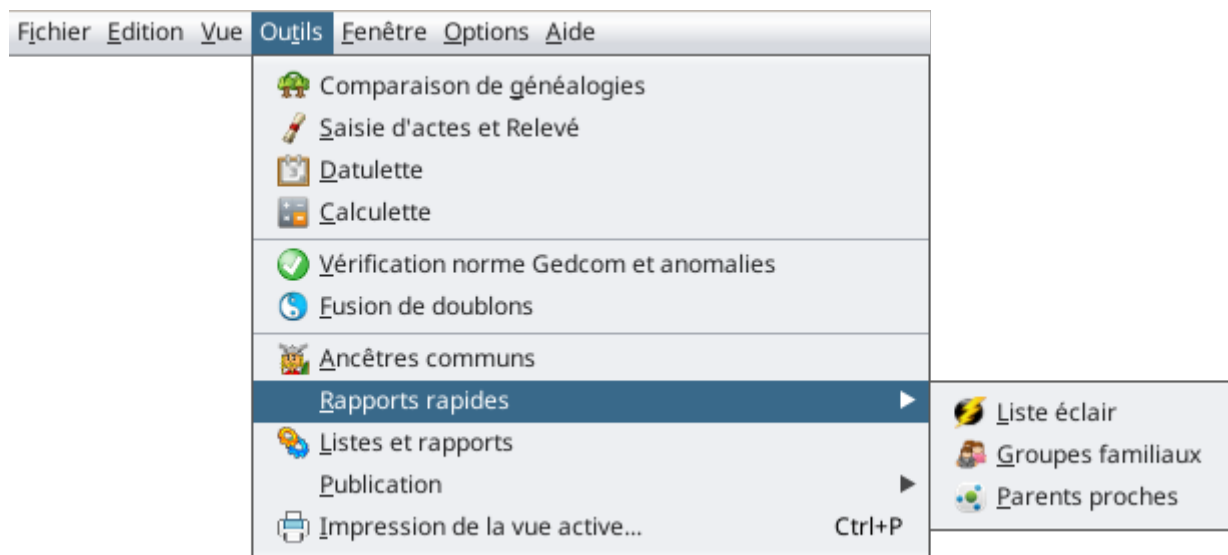 Fichier Edition Vue Outils Fenêtre Options Aide
Comparaison de généalogies
Saisie d'actes et Relevé
Datulette
Calculette
Vérification norme Gedcom et anomalies
Fusion de doublons
Ancêtres communs
Rapports rapides
Liste éclair
Listes et rapports
Groupes familiaux
Publication
Parents proches
Impression de la vue active... Ctrl+P